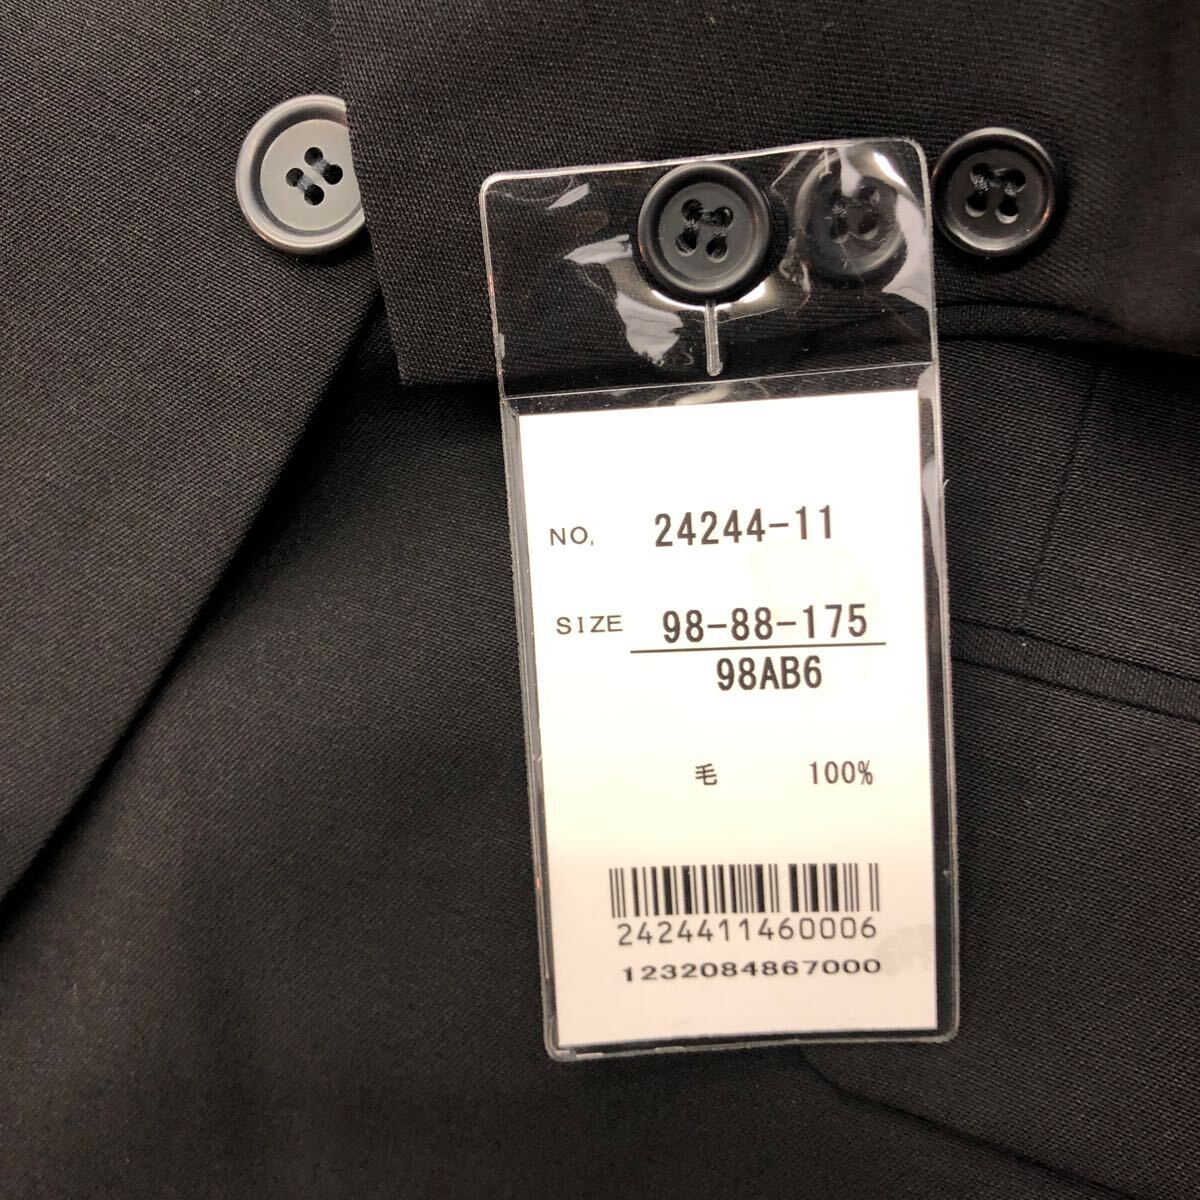 NO, 24244-11
SIZE 98-88-175
98AB6
毛 100%
2424411460006
1232084867000